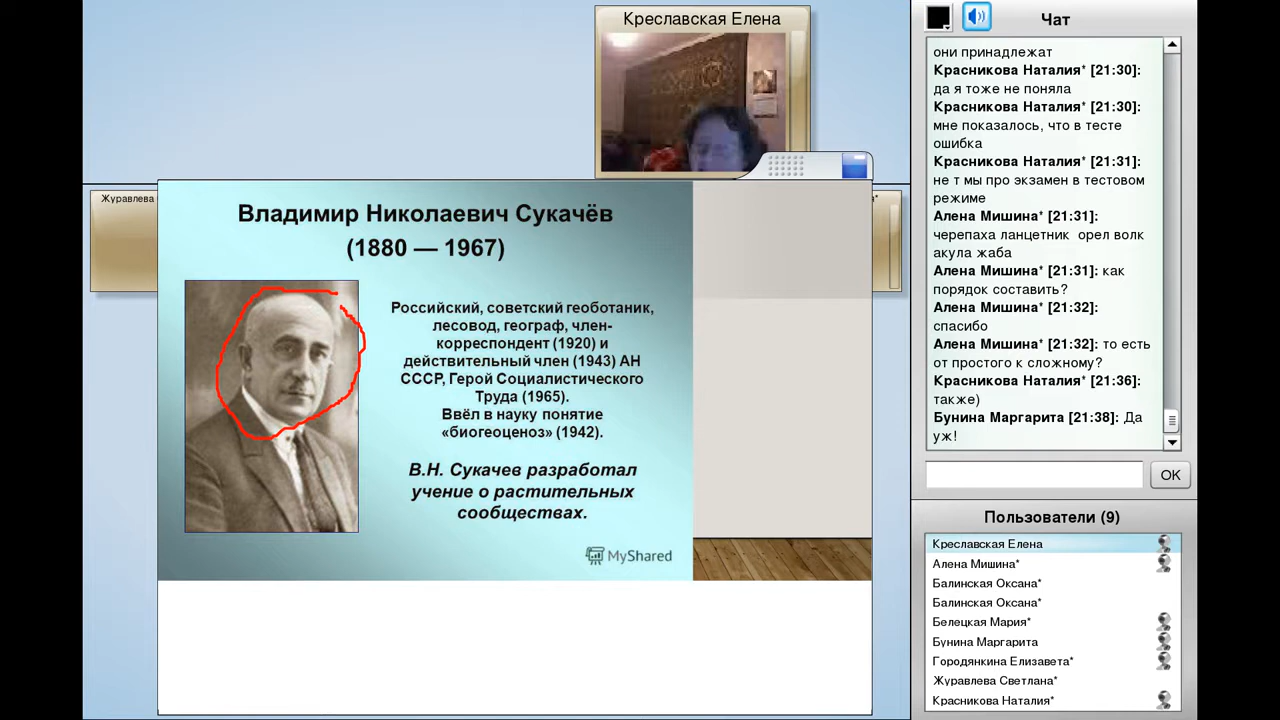 Креславская Елена
Журавлева
Владимир Николаевич Сукачёв
(1880 — 1967)
Российский, советский геоботаник,
лесовод, географ, член-
корреспондент (1920) и
действительный член (1943) АН
СССР, Герой Социалистического
Труда (1965).
Ввёл в науку понятие
«биогеоценоз» (1942).
В.Н. Сукачев разработал
учение о растительных
сообществах.
MyShared
Чат
они принадлежат
Красникова Наталия* [21:30]:
да я тоже не поняла
Красникова Наталия* [21:30]:
мне показалось, что в тесте
ошибка
Красникова Наталия* [21:31]:
не т мы про экзамен в тестовом
режиме
Алена Мишина* [21:31]:
черепаха ланцетник орел волк
акула жаба
Алена Мишина* [21:31]: как
порядок составить?
Алена Мишина* [21:32]:
спасибо
Алена Мишина* [21:32]: то есть
от простого к сложному?
Красникова Наталия* [21:36]:
также)
Бунина Маргарита [21:38]: Да
уж!
OK
Пользователи (9)
Креславская Елена
Алена Мишина*
Балинская Оксана*
Балинская Оксана*
Белецкая Мария*
Бунина Маргарита
Городянкина Елизавета*
Журавлева Светлана*
Красникова Наталия*